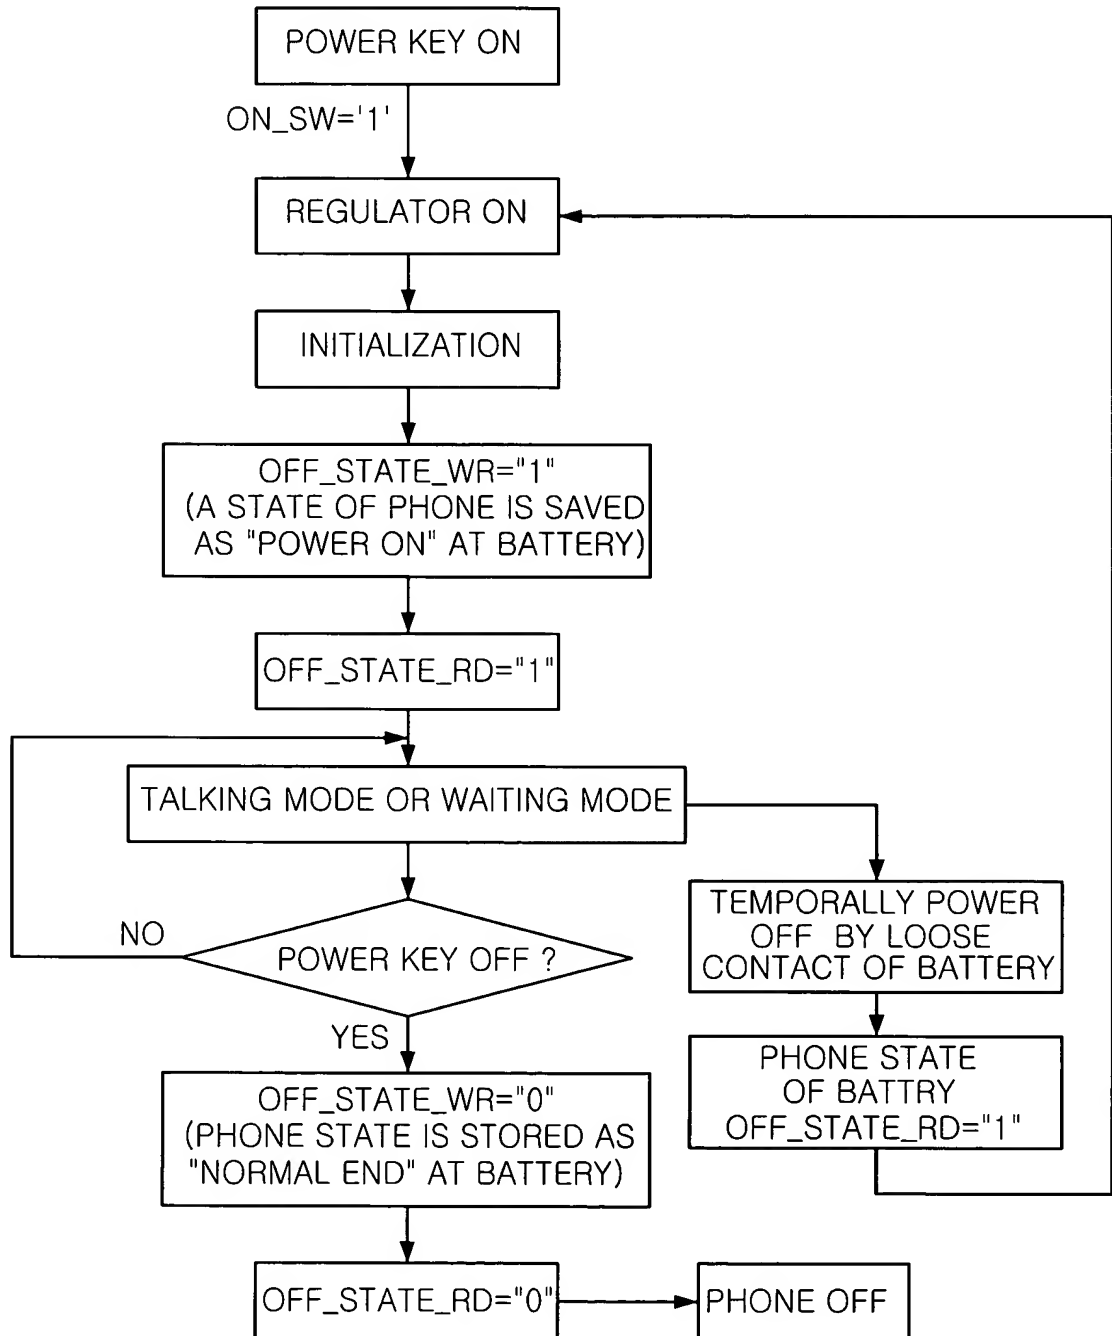 POWER KEY ON
ON_SW='1'
REGULATOR ON
INITIALIZATION
OFF_STATE_WR="1"
(A STATE OF PHONE IS SAVED
AS "POWER ON" AT BATTERY)
OFF_STATE_RD="1"
TALKING MODE OR WAITING MODE
NO
POWER KEY OFF ?
YES
TEMPORALLY POWER
OFF BY LOOSE
CONTACT OF BATTERY
PHONE STATE
OF BATTRY
OFF_STATE_RD="1"
OFF_STATE_WR="0"
(PHONE STATE IS STORED AS
"NORMAL END" AT BATTERY)
OFF_STATE_RD="0"
PHONE OFF